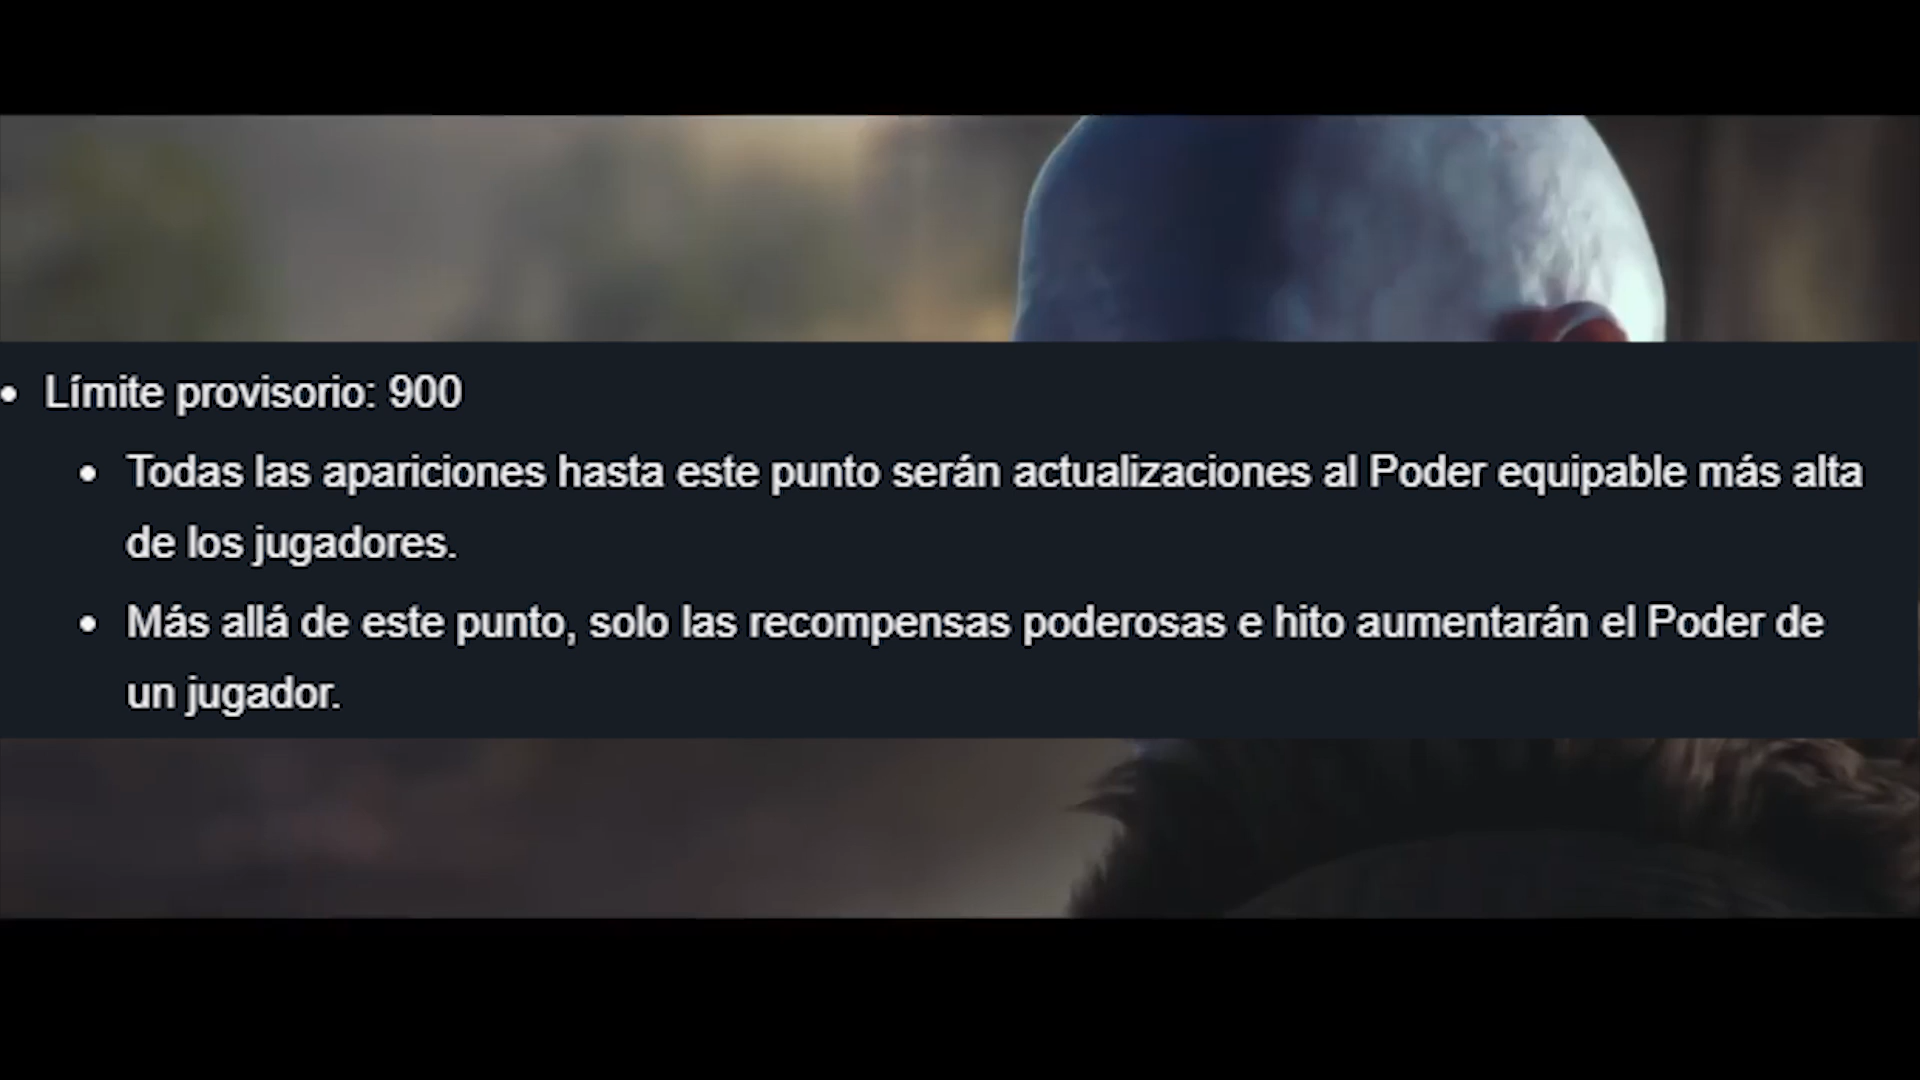 Límite provisorio: 900
Todas las apariciones hasta este punto serán actualizaciones al Poder equipable más alta
de los jugadores.
Más allá de este punto, solo las recompensas poderosas e hito aumentarán el Poder de
un jugador.